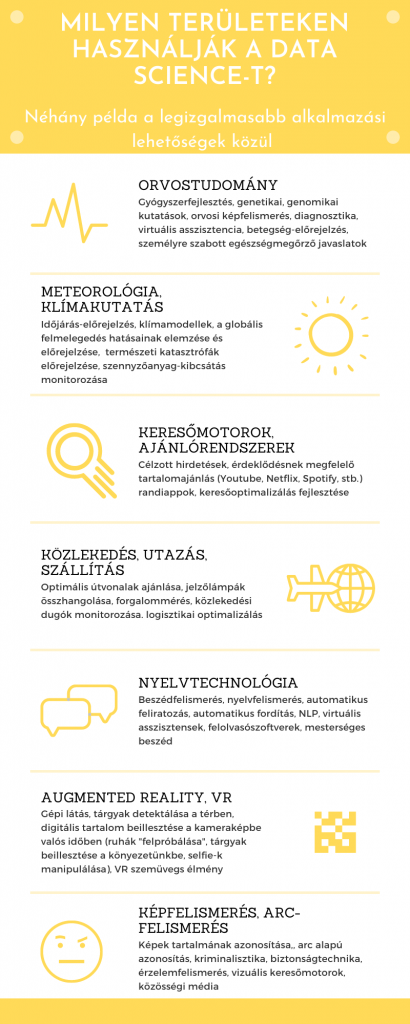 MILYEN TERÜLETEKEN
HASZNÁLJÁK A DATA
SCIENCE-T?
Néhány példa a legizgalmasabb alkalmazási
lehetőségek közül
ORVOSTUDOMÁNY
Gyógyszerfejlesztés, genetikai, genomikai
kutatások, orvosi képfelismerés, diagnosztika,
virtuális asszisztencia, betegség-előrejelzés,
személyre szabott egészségmegőrző javaslatok
METEOROLÓGIA,
KLÍMAKUTATÁS
Időjárás-előrejelzés, klímamodellek, a globális
felmelegedés hatásainak elemzése és
előrejelzése, természeti katasztrófák
előrejelzése, szennyzőanyag-kibcsátás
monitorozása
KERESŐMOTOROK,
AJÁNLÓRENDSZEREK
Célzott hirdetések, érdeklődésnek megfelelő
tartalomajánlás (Youtube, Netflix, Spotify, stb.)
randiappok, keresőoptimalizálás fejlesztése
KÖZLEKEDÉS, UTAZÁS,
SZÁLLÍTÁS
Optimális útvonalak ajánlása, jelzőlámpák
összhangolása, forgalommérés, közlekedési
dugók monitorozása. logisztikai optimalizálás
NYELVTECHNOLÓGIA
Beszédfelismerés, nyelvfelismerés, automatikus
feliratozás, automatikus fordítás, NLP, virtuális
asszisztensek, felolvasószoftverek, mesterséges
beszéd
AUGMENTED REALITY, VR
Gépi látás, tárgyak detektálása a térben,
digitális tartalom beillesztése a kameraképbe
valós időben (ruhák "felpróbálása", tárgyak
beillesztése a könyezetünkbe, selfie-k
manipulálása), VR szemüvegs élmény
KÉPFELISMERÉS, ARC-
FELISMERÉS
Képek tartalmának azonosítása,, arc alapú
azonosítás, kriminalisztika, biztonságtechnika,
érzelemfelismerés, vizuális keresőmotorok,
közösségi média